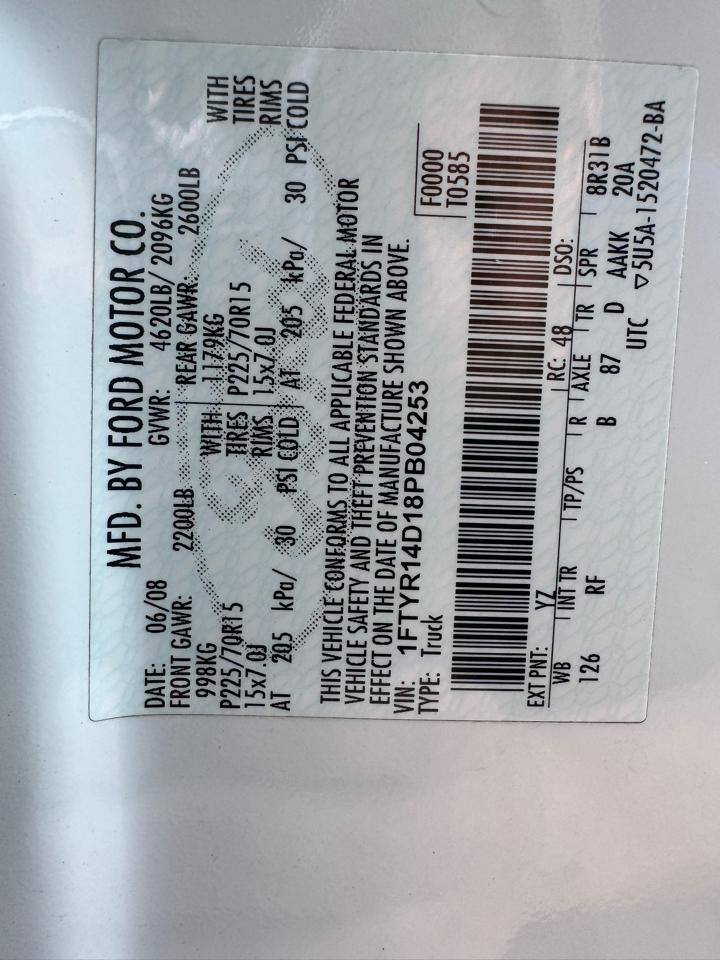 MFD. BY FORD MOTOR CO.
DATE: 06/08 GVWR: 4620LB/ 2096KG
FRONT GAWR: 2200LB REAR GAWR: 2600LB
998KG WITH 1179KG WITH
P225/70R15 TIRES P225/70R15 TIRES
15x7.0J RIMS 15x7.0J RIMS
AT 205 kPa/ 30 PSI COLD AT 205 kPa/ 30 PSI COLD
THIS VEHICLE CONFORMS TO ALL APPLICABLE FEDERAL MOTOR
VEHICLE SAFETY AND THEFT PREVENTION STANDARDS IN
EFFECT ON THE DATE OF MANUFACTURE SHOWN ABOVE.
VIN: 1FTYR14D18PB04253 F0000
TYPE: Truck T0585
EXT PNT: YZ RC: 48 DSO:
WB INT TR TP/PS R AXLE TR SPR 8R31B
126 RF B 87 D AAKK 20A
UTC ▽5U5A-1520472-BA